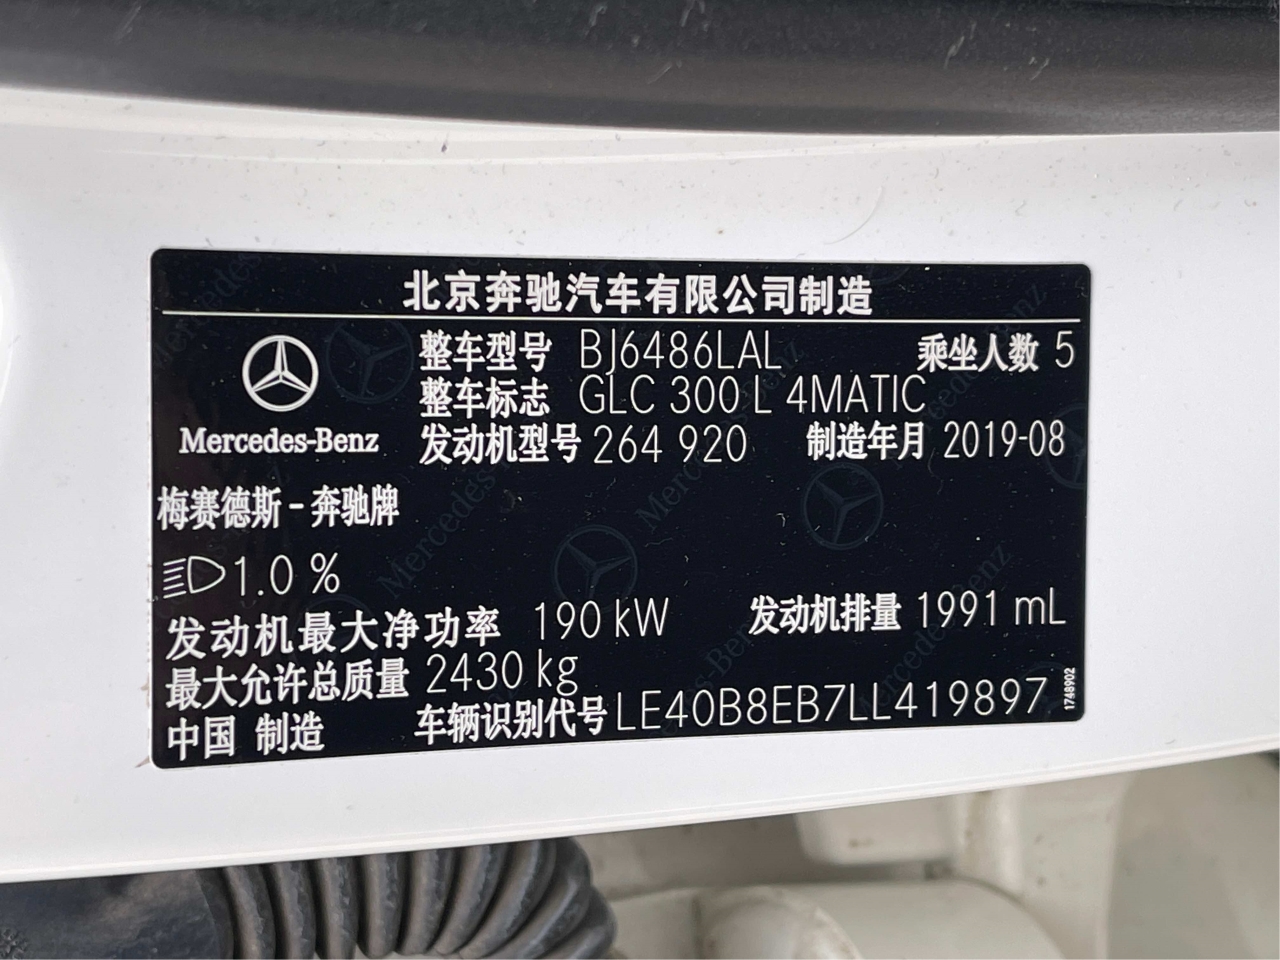 北京奔驰汽车有限公司制造
整车型号 BJ6486LAL 乘坐人数 5
整车标志 GLC 300 L 4MATIC
Mercedes-Benz 发动机型号 264 920 制造年月 2019-08
梅赛德斯-奔驰牌
1.0 %
发动机最大净功率 190 kW 发动机排量 1991 mL
最大允许总质量 2430 kg
中国 制造 车辆识别代号 LE40B8EB7LL419897
1748902